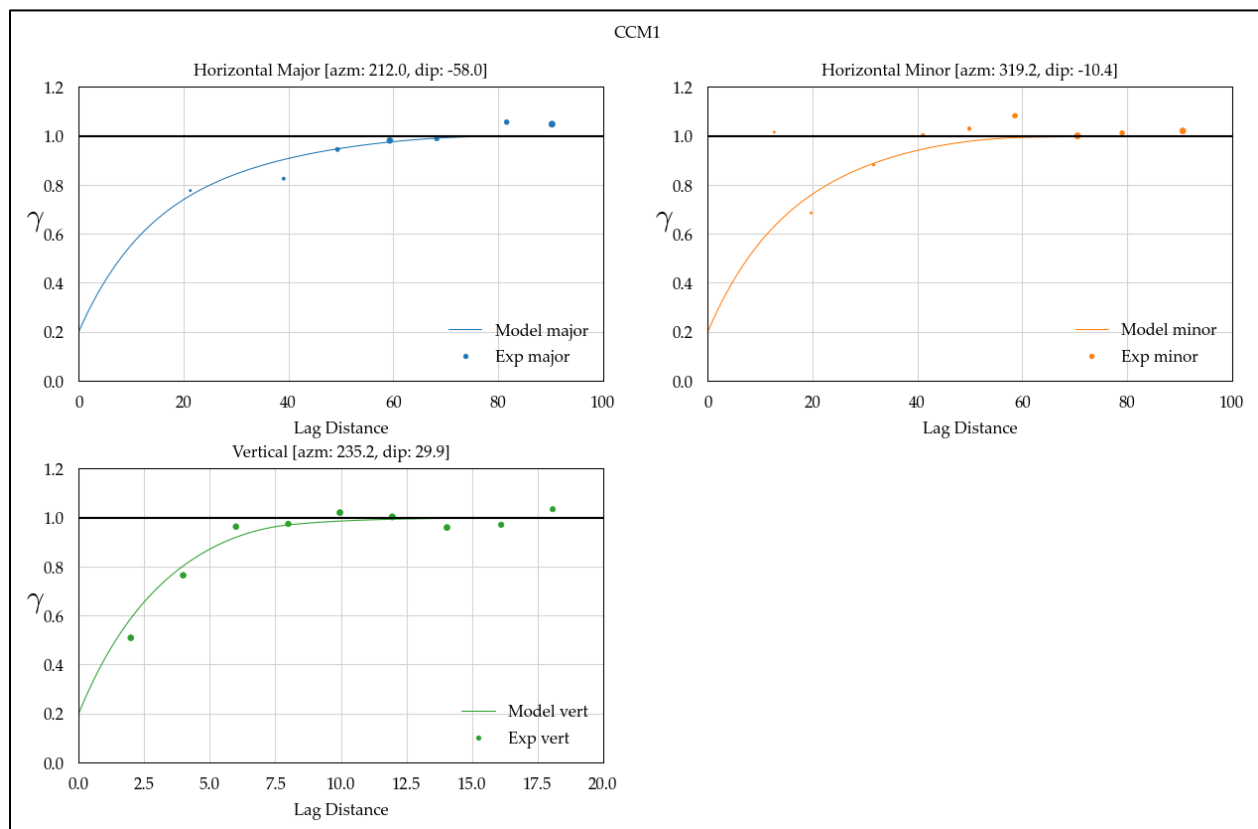 CCM1
Horizontal Major [azm: 212.0, dip: -58.0]
1.2
1.0
0.8
0.6
0.4
0.2
0.0
γ
Model major
Exp major
0 20 40 60 80 100
Lag Distance
Horizontal Minor [azm: 319.2, dip: -10.4]
1.2
1.0
0.8
0.6
0.4
0.2
0.0
γ
Model minor
Exp minor
0 20 40 60 80 100
Lag Distance
Vertical [azm: 235.2, dip: 29.9]
1.2
1.0
0.8
0.6
0.4
0.2
0.0
γ
Model vert
Exp vert
0.0 2.5 5.0 7.5 10.0 12.5 15.0 17.5 20.0
Lag Distance